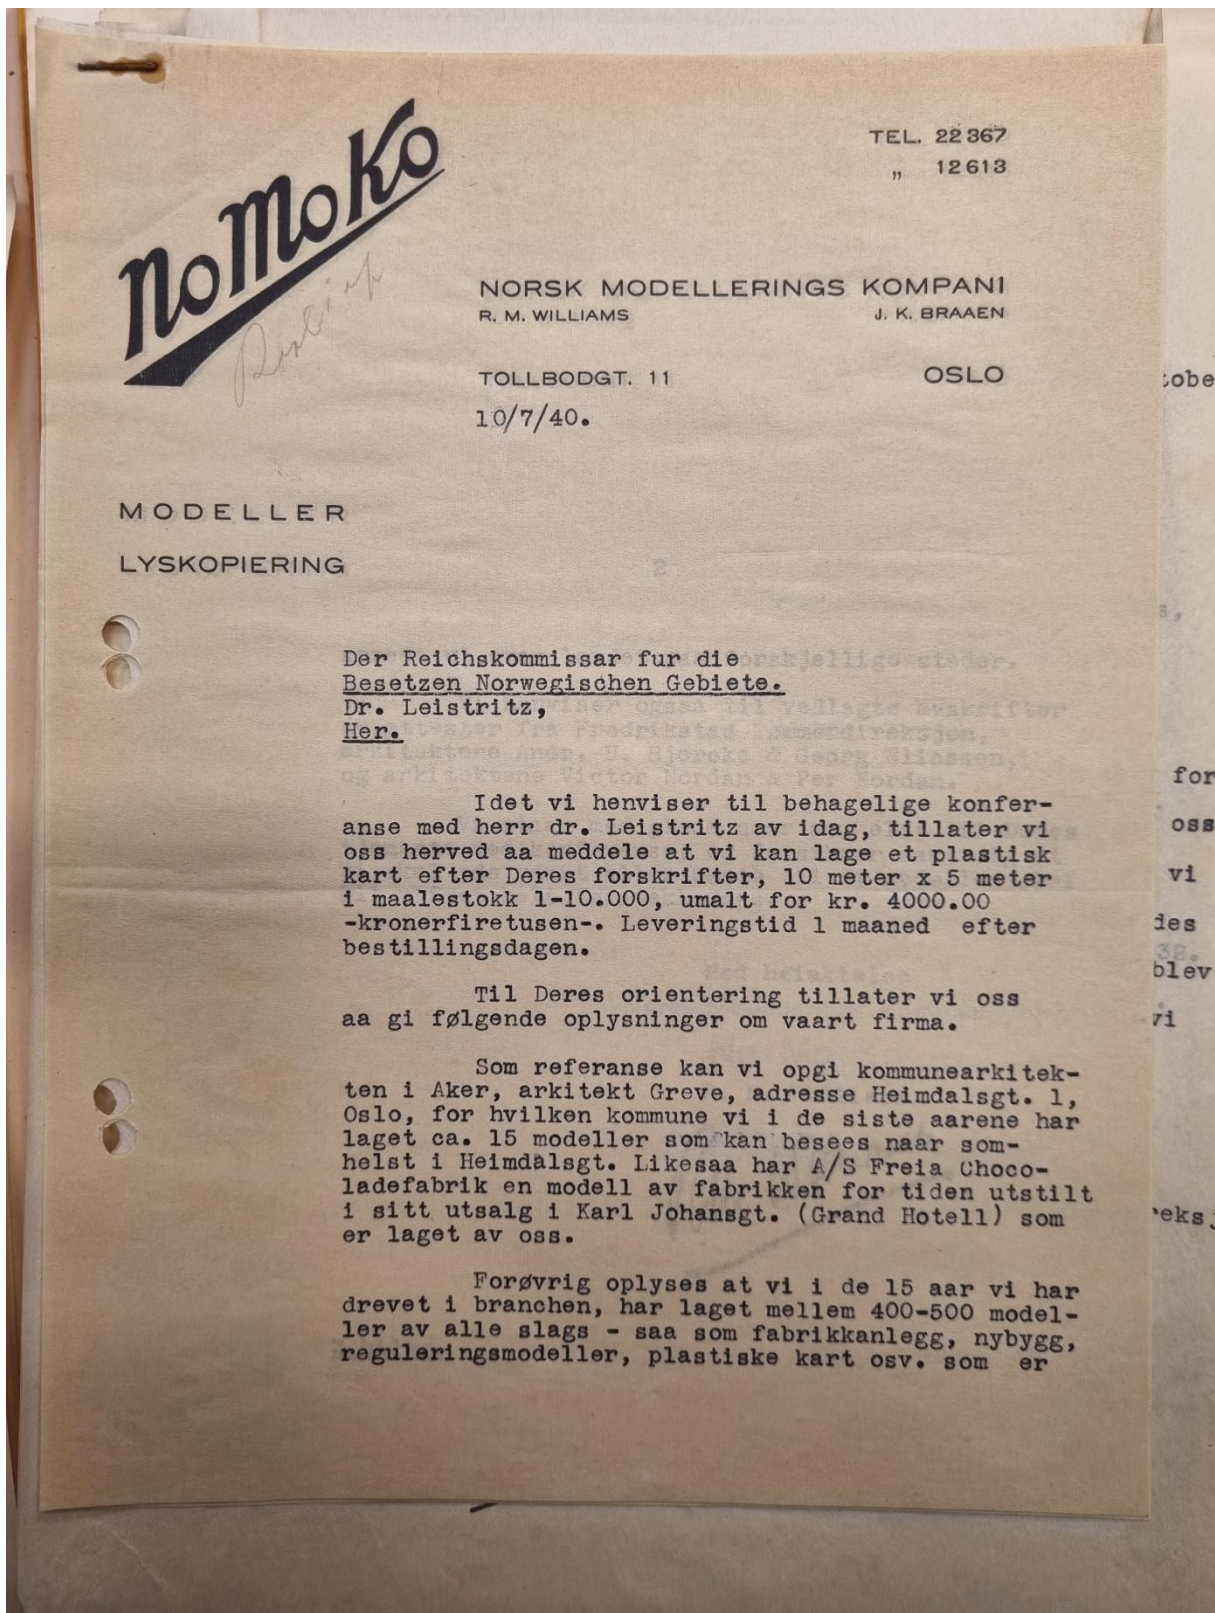 NoMoKo
TEL. 22367
" 12613
NORSK MODELLERINGS KOMPANI
R. M. WILLIAMS J. K. BRAAEN
TOLLBODGT. 11 OSLO
10/7/40.
MODELLER
LYSKOPIERING
2
Der Reichskommissar fur die
Besetzen Norwegischen Gebiete.
Dr. Leistritz,
Her.
Idet vi henviser til behagelige konfer-
anse med herr dr. Leistritz av idag, tillater vi
oss herved aa meddele at vi kan lage et plastisk
kart efter Deres forskrifter, 10 meter x 5 meter
i maalestokk 1-10.000, umalt for kr. 4000.00
-kronerfiretusen-. Leveringstid 1 maaned efter
bestillingsdagen.
Til Deres orientering tillater vi oss
aa gi følgende oplysninger om vaart firma.
Som referanse kan vi opgi kommunearkitek-
ten i Aker, arkitekt Greve, adresse Heimdalsgt. 1,
Oslo, for hvilken kommune vi i de siste aarene har
laget ca. 15 modeller som kan besees naar som-
helst i Heimdalsgt. Likesaa har A/S Freia Choco-
ladefabrik en modell av fabrikken for tiden utstilt
i sitt utsalg i Karl Johansgt. (Grand Hotell) som
er laget av oss.
Forøvrig oplyses at vi i de 15 aar vi har
drevet i branchen, har laget mellem 400-500 model-
ler av alle slags - saa som fabrikkanlegg, nybygg,
reguleringsmodeller, plastiske kart osv. som er
tobe
s,
for
oss
vi
des
32.
blev
vi
eksj